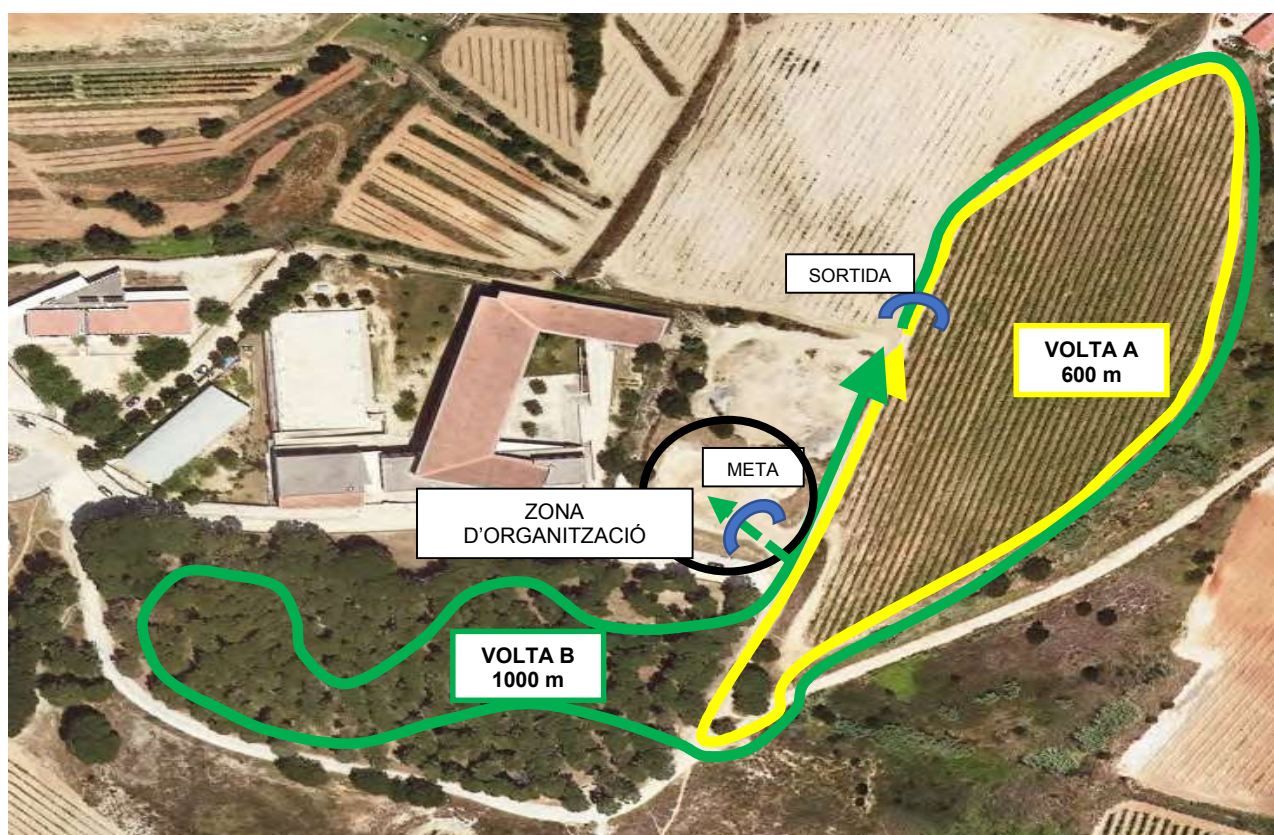 SORTIDA
VOLTA A
600 m
META
ZONA
D'ORGANITZACIÓ
VOLTA B
1000 m